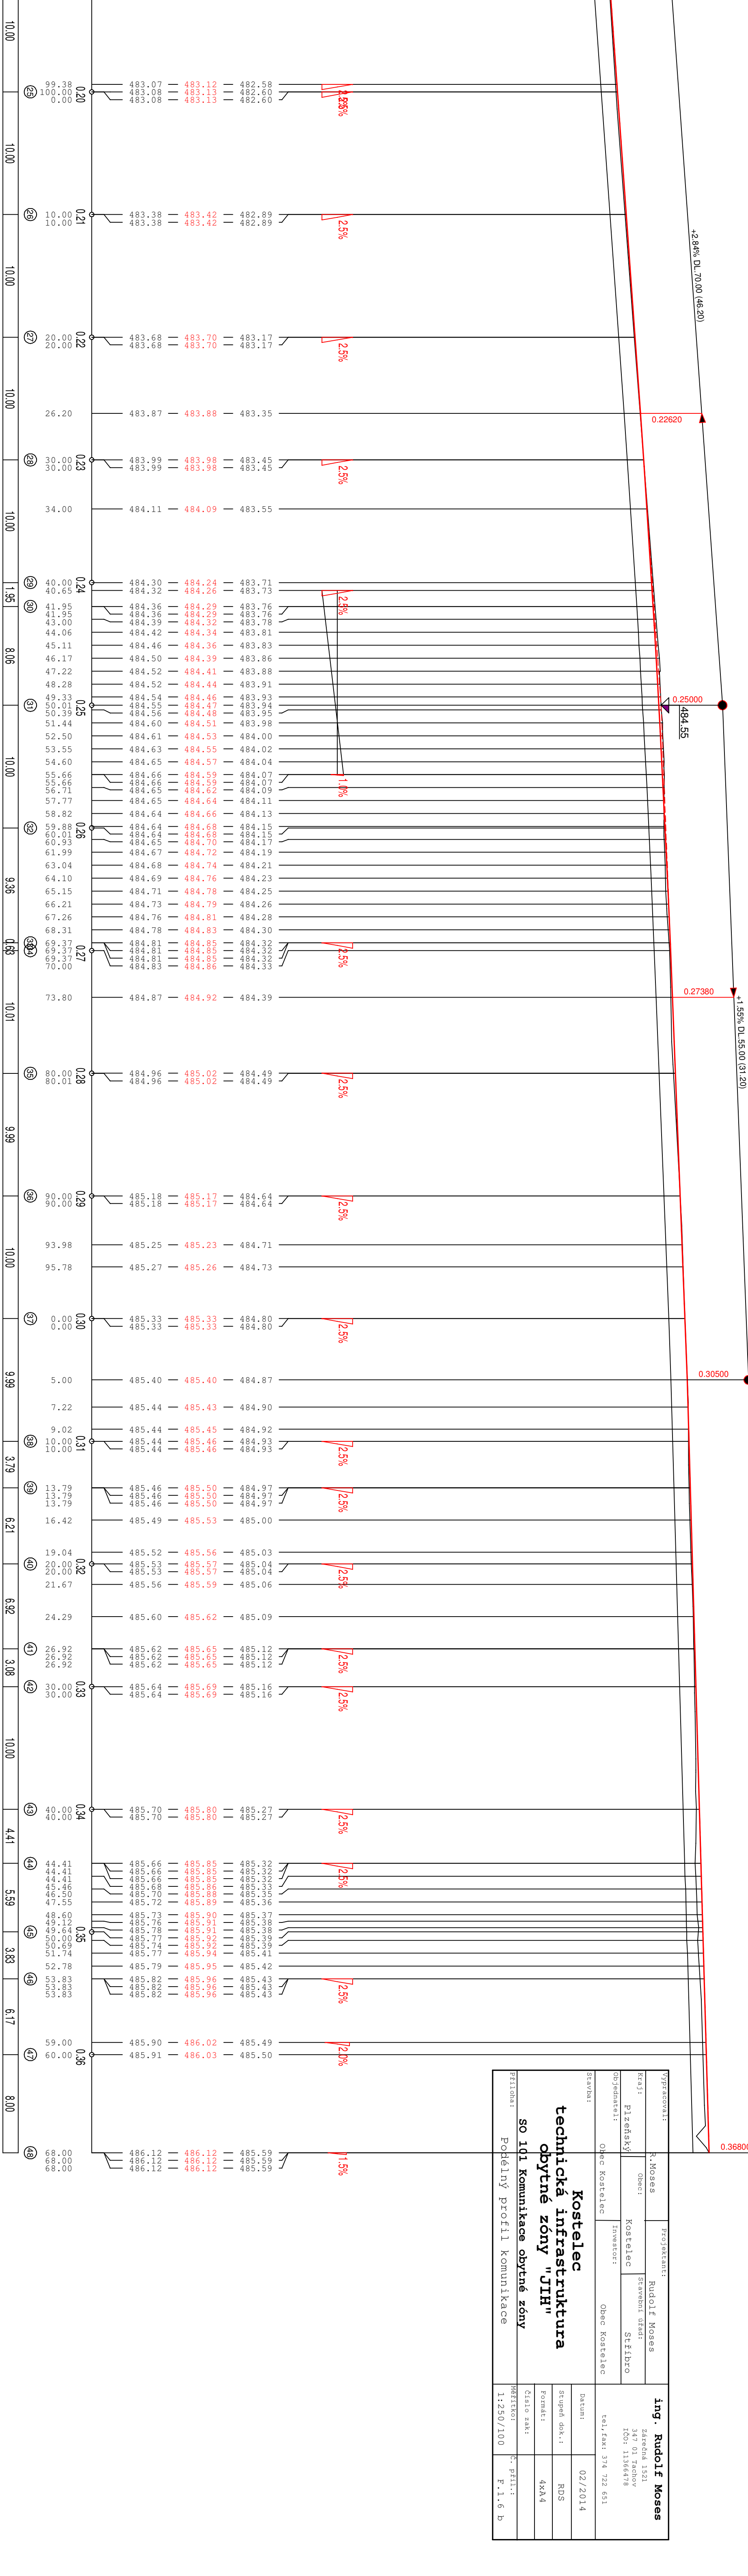 10.00
25
99.38
100.00
0.00
0.20
483.07 — 483.12 — 482.58
483.08 — 483.13 — 482.60
483.08 — 483.13 — 482.60
2.5%
10.00
26
10.00
10.00
0.21
483.38 — 483.42 — 482.89
483.38 — 483.42 — 482.89
2.5%
+2.84% DL.70.00 (46.20)
10.00
27
20.00
20.00
0.22
483.68 — 483.70 — 483.17
483.68 — 483.70 — 483.17
2.5%
10.00
26.20
483.87 — 483.88 — 483.35
0.22620
28
30.00
30.00
0.23
483.99 — 483.98 — 483.45
483.99 — 483.98 — 483.45
2.5%
10.00
34.00
484.11 — 484.09 — 483.55
29
40.00
0.24
484.30 — 484.24 — 483.71
40.65
484.32 — 484.26 — 483.73
2.5%
1.95
30
41.95
484.36 — 484.29 — 483.76
41.95
484.36 — 484.29 — 483.76
43.00
484.39 — 484.32 — 483.78
44.06
484.42 — 484.34 — 483.81
8.06
45.11
484.46 — 484.36 — 483.83
46.17
484.50 — 484.39 — 483.86
47.22
484.52 — 484.41 — 483.88
48.28
484.52 — 484.44 — 483.91
49.33
484.54 — 484.46 — 483.93
0.25000
31
50.01
0.25
484.55 — 484.47 — 483.94
50.39
484.56 — 484.48 — 483.95
484.55
51.44
484.60 — 484.51 — 483.98
52.50
484.61 — 484.53 — 484.00
53.55
484.63 — 484.55 — 484.02
10.00
54.60
484.65 — 484.57 — 484.04
55.66
484.66 — 484.59 — 484.07
55.66
484.66 — 484.59 — 484.07
1.0%
56.71
484.65 — 484.62 — 484.09
57.77
484.65 — 484.64 — 484.11
58.82
484.64 — 484.66 — 484.13
32
59.88
484.64 — 484.68 — 484.15
60.01
0.26
484.64 — 484.68 — 484.15
60.93
484.65 — 484.70 — 484.17
61.99
484.67 — 484.72 — 484.19
63.04
484.68 — 484.74 — 484.21
9.36
64.10
484.69 — 484.76 — 484.23
65.15
484.71 — 484.78 — 484.25
66.21
484.73 — 484.79 — 484.26
67.26
484.76 — 484.81 — 484.28
68.31
484.78 — 484.83 — 484.30
0.63
69.37
484.81 — 484.85 — 484.32
69.37
484.81 — 484.85 — 484.32
69.37
484.81 — 484.85 — 484.32
70.00
0.27
484.83 — 484.86 — 484.33
2.5%
10.01
73.80
484.87 — 484.92 — 484.39
0.27380
+1.55% DL.55.00 (31.20)
35
80.00
80.01
0.28
484.96 — 485.02 — 484.49
484.96 — 485.02 — 484.49
2.5%
9.99
36
90.00
90.00
0.29
485.18 — 485.17 — 484.64
485.18 — 485.17 — 484.64
2.5%
10.00
93.98
485.25 — 485.23 — 484.71
95.78
485.27 — 485.26 — 484.73
37
0.00
0.00
0.30
485.33 — 485.33 — 484.80
485.33 — 485.33 — 484.80
2.5%
9.99
5.00
485.40 — 485.40 — 484.87
0.30500
7.22
485.44 — 485.43 — 484.90
9.02
485.44 — 485.45 — 484.92
38
10.00
10.00
0.31
485.44 — 485.46 — 484.93
485.44 — 485.46 — 484.93
2.5%
3.79
39
13.79
13.79
13.79
485.46 — 485.50 — 484.97
485.46 — 485.50 — 484.97
485.46 — 485.50 — 484.97
2.5%
6.21
16.42
485.49 — 485.53 — 485.00
19.04
485.52 — 485.56 — 485.03
40
20.00
20.00
0.32
485.53 — 485.57 — 485.04
485.53 — 485.57 — 485.04
2.5%
21.67
485.56 — 485.59 — 485.06
6.92
24.29
485.60 — 485.62 — 485.09
41
26.92
26.92
26.92
485.62 — 485.65 — 485.12
485.62 — 485.65 — 485.12
485.62 — 485.65 — 485.12
2.5%
3.08
42
30.00
30.00
0.33
485.64 — 485.69 — 485.16
485.64 — 485.69 — 485.16
2.5%
10.00
43
40.00
40.00
0.34
485.70 — 485.80 — 485.27
485.70 — 485.80 — 485.27
2.5%
4.41
44
44.41
44.41
44.41
485.66 — 485.85 — 485.32
485.66 — 485.85 — 485.32
485.66 — 485.85 — 485.32
2.5%
45.46
485.68 — 485.86 — 485.33
46.50
485.70 — 485.88 — 485.35
5.59
47.55
485.72 — 485.89 — 485.36
48.60
485.73 — 485.90 — 485.37
49.12
485.76 — 485.91 — 485.38
49.64
485.78 — 485.91 — 485.38
45
50.00
0.35
485.77 — 485.92 — 485.39
50.69
485.74 — 485.92 — 485.39
51.74
485.77 — 485.94 — 485.41
3.83
52.78
485.79 — 485.95 — 485.42
46
53.83
53.83
53.83
485.82 — 485.96 — 485.43
485.82 — 485.96 — 485.43
485.82 — 485.96 — 485.43
2.5%
6.17
59.00
485.90 — 486.02 — 485.49
2.0%
47
60.00
0.36
485.91 — 486.03 — 485.50
8.00
48
68.00
68.00
68.00
486.12 — 486.12 — 485.59
486.12 — 486.12 — 485.59
486.12 — 486.12 — 485.59
1.5%
0.36800
Vypracoval:
R.Moses
Projektant:
Rudolf Moses
ing. Rudolf Moses
Zárečná 1521
347 01 Tachov
IČO: 11366478
tel,fax: 374 722 651
Kraj:
Plzeňský
Obec:
Kostelec
Stavební úřad:
Stříbro
Objednatel:
Obec Kostelec
Investor:
Obec Kostelec
Stavba:
Kostelec
technická infrastruktura
obytné zóny "JIH"
SO 101 Komunikace obytné zóny
Datum:
02/2014
Stupeň dok.:
RDS
Formát:
4xA4
Číslo zak:
Příloha:
Podélný profil komunikace
Měřítko:
1:250/100
Č. příl.:
F.1.6 b